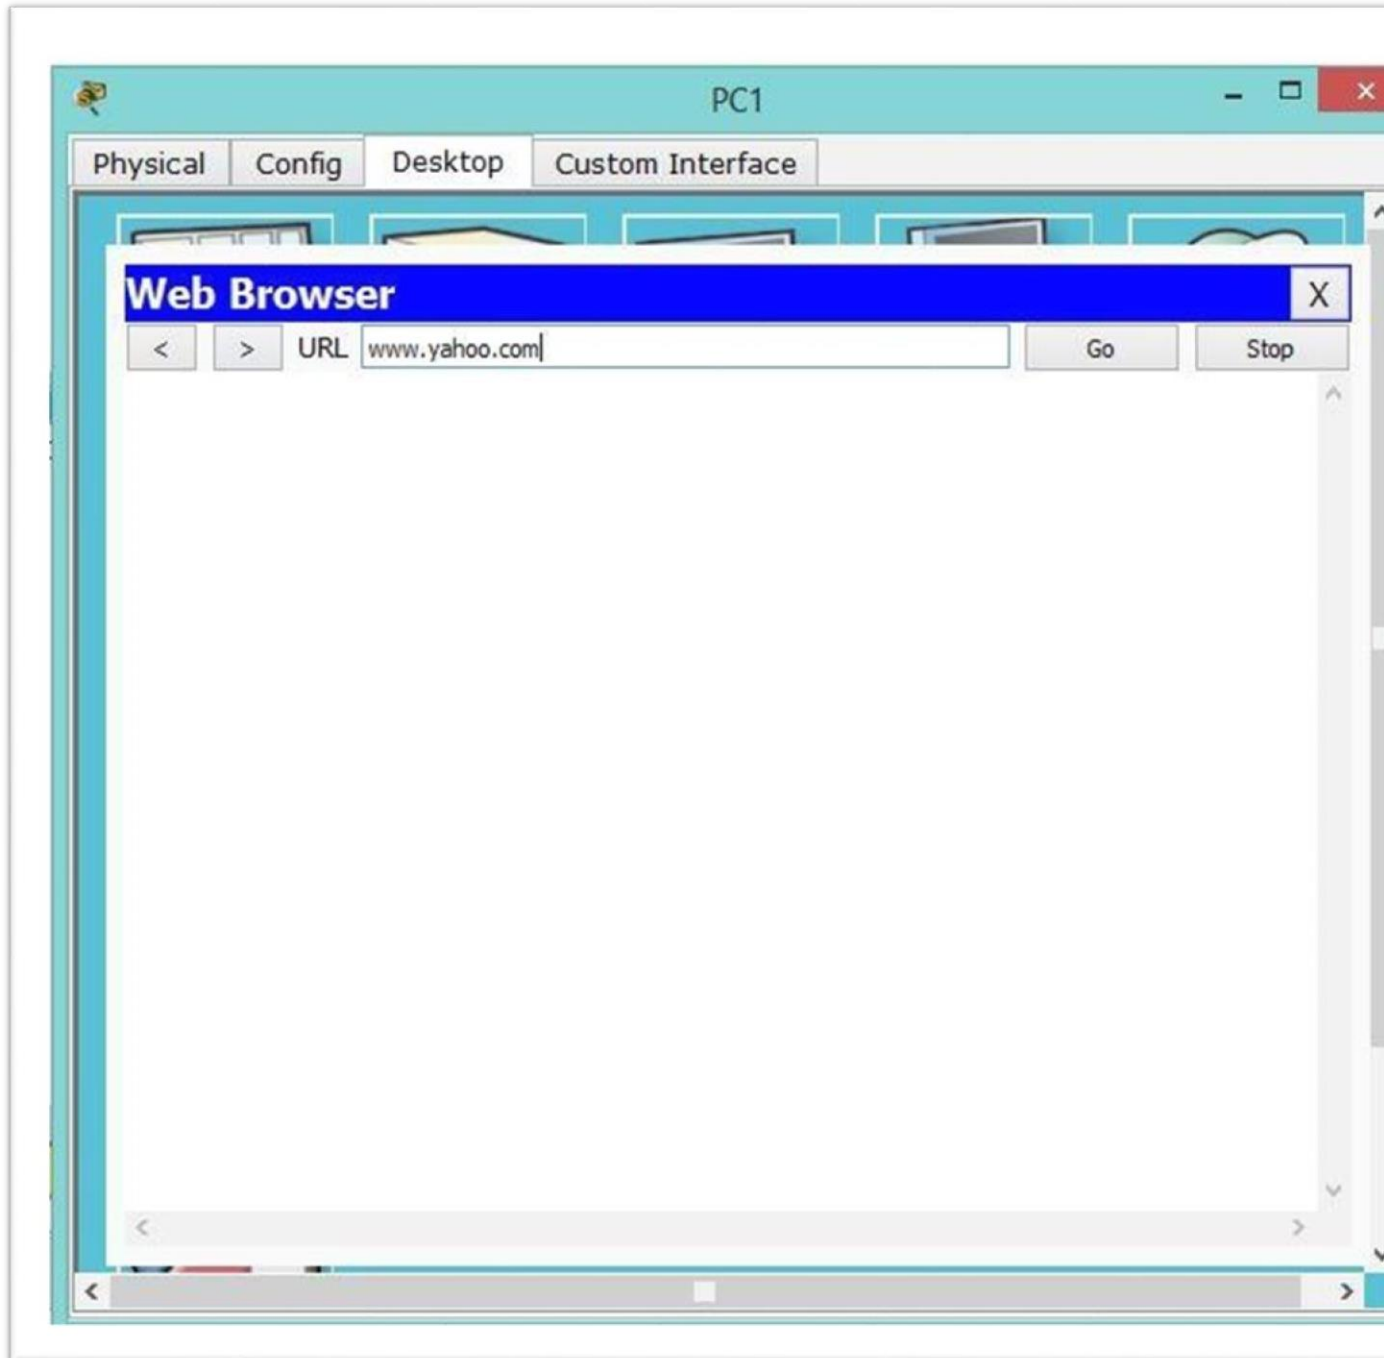 PC1
Physical Config Desktop Custom Interface
Web Browser X
< > URL www.yahoo.com Go Stop